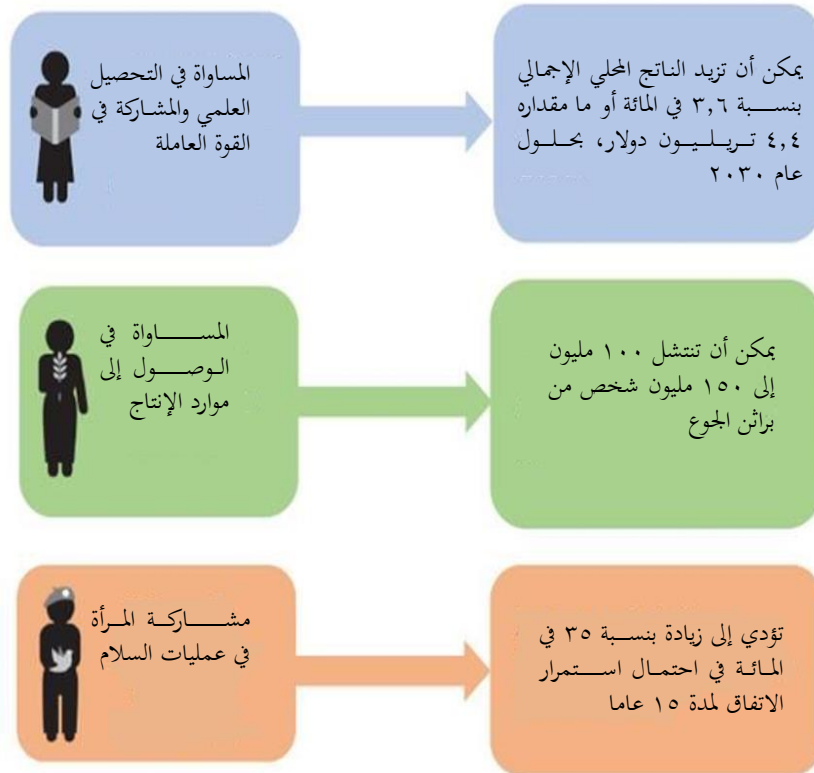 المساواة في التحصيل
العلمي والمشاركة في
القوة العاملة
يمكن أن تزيد الناتج المحلي الإجمالي
بنسبة ٣,٦ في المائة أو ما مقداره
٤,٤ تريليون دولار، بحلول
عام ٢٠٣٠
المساواة في
الوصول إلى
موارد الإنتاج
يمكن أن تنتشل ١٠٠ مليون
إلى ١٥٠ مليون شخص من
براثن الجوع
مشاركة المرأة
في عمليات السلام
تؤدي إلى زيادة بنسبة ٣٥ في
المائة في احتمال استمرار
الاتفاق لمدة ١٥ عاما